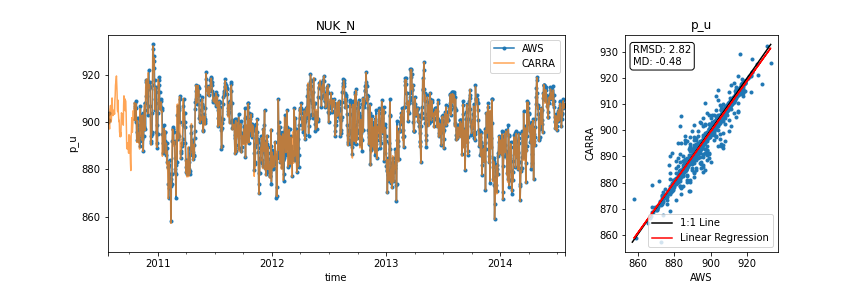 NUK_N
p_u
920
900
880
860
2011
2012
2013
2014
time
AWS
CARRA
p_u
CARRA
930
920
910
900
890
880
870
860
860
880
900
920
AWS
RMSD: 2.82
MD: -0.48
1:1 Line
Linear Regression